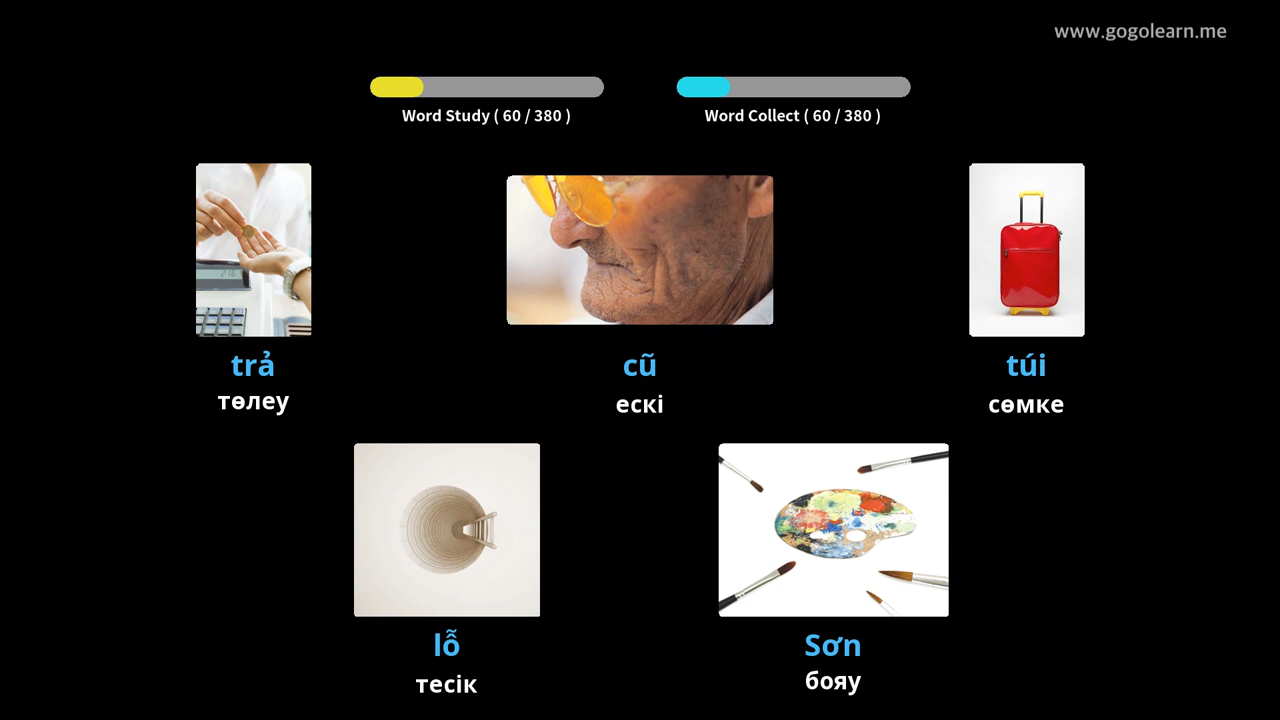 www.gogolearn.me
Word Study ( 60 / 380 )
Word Collect ( 60 / 380 )
trả
төлеу
cũ
ескі
túi
сөмке
lỗ
тесік
Sơn
бояу